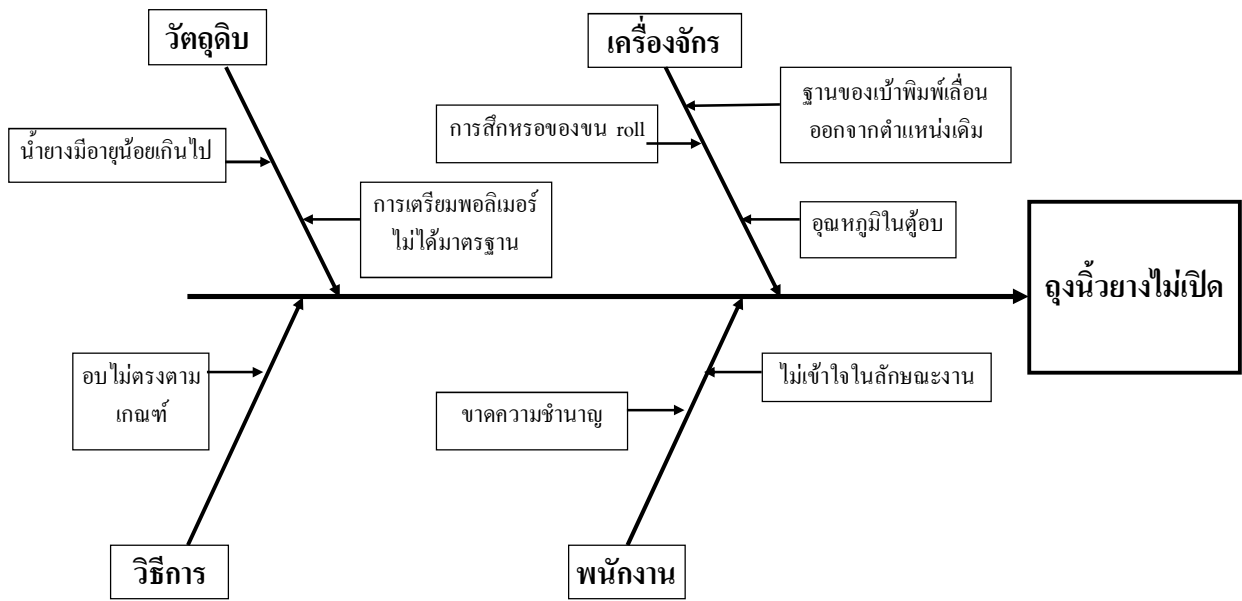 วัตถุดิบ
เครื่องจักร
น้ำยางมีอายุน้อยเกินไป
การเตรียมพอลิเมอร์
ไม่ได้มาตรฐาน
การสึกหรอของขน roll
ฐานของเบ้าพิมพ์เลื่อน
ออกจากตำแหน่งเดิม
อุณหภูมิในตู้อบ
ถุงนิ้วยางไม่เปิด
อบไม่ตรงตาม
เกณฑ์
ขาดความชำนาญ
ไม่เข้าใจในลักษณะงาน
วิธีการ
พนักงาน